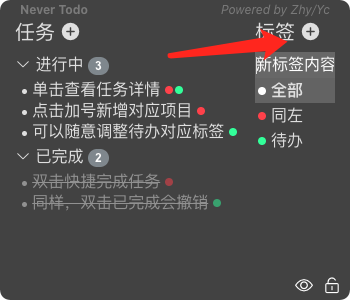 Never Todo
Powered by Zhy/Yc
任务
进行中 3
单击查看任务详情
点击加号新增对应项目
可以随意调整待办对应标签
已完成 2
双击快捷完成任务
同样，双击已完成会撤销
标签
新标签内容
全部
同左
待办